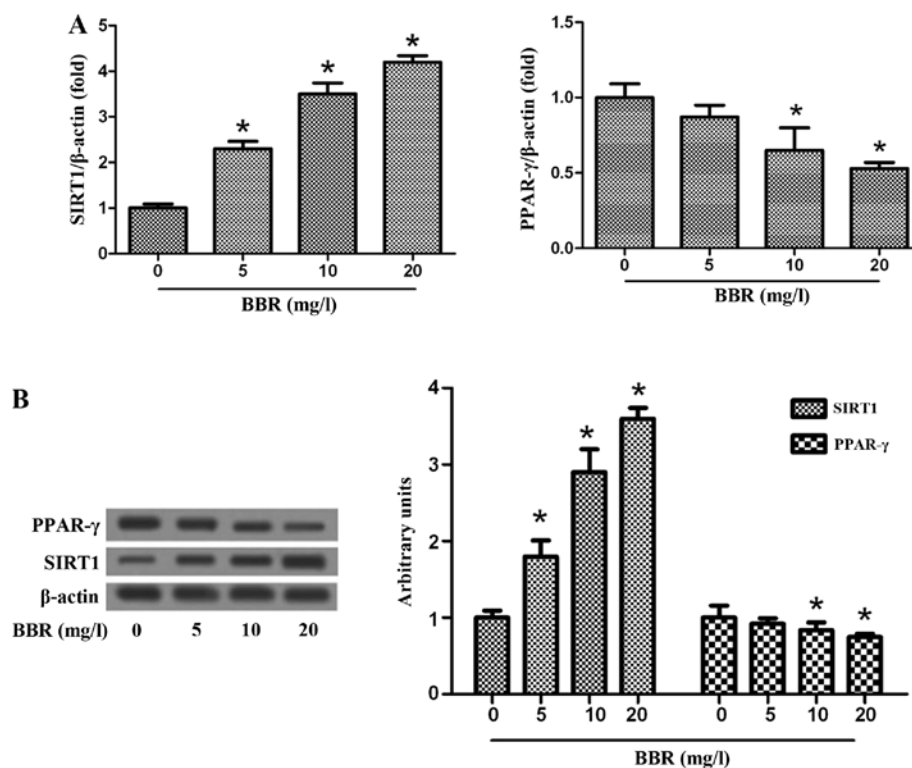 A
SIRT1/β-actin (fold)
5
4
3
2
1
0
0 5 10 20
BBR (mg/l)
* * *
PPAR-γ/β-actin (fold)
1.5
1.0
0.5
0.0
0 5 10 20
BBR (mg/l)
* *
B
PPAR-γ
SIRT1
β-actin
BBR (mg/l) 0 5 10 20
Arbitrary units
4
3
2
1
0
* * * * *
SIRT1
PPAR-γ
0 5 10 20 0 5 10 20
BBR (mg/l)